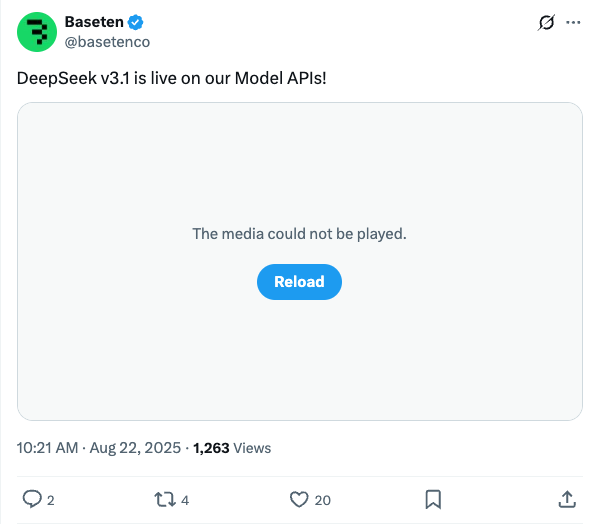 Baseten
@basetenco
DeepSeek v3.1 is live on our Model APIs!
The media could not be played.
Reload
10:21 AM · Aug 22, 2025 · 1,263 Views
2
4
20